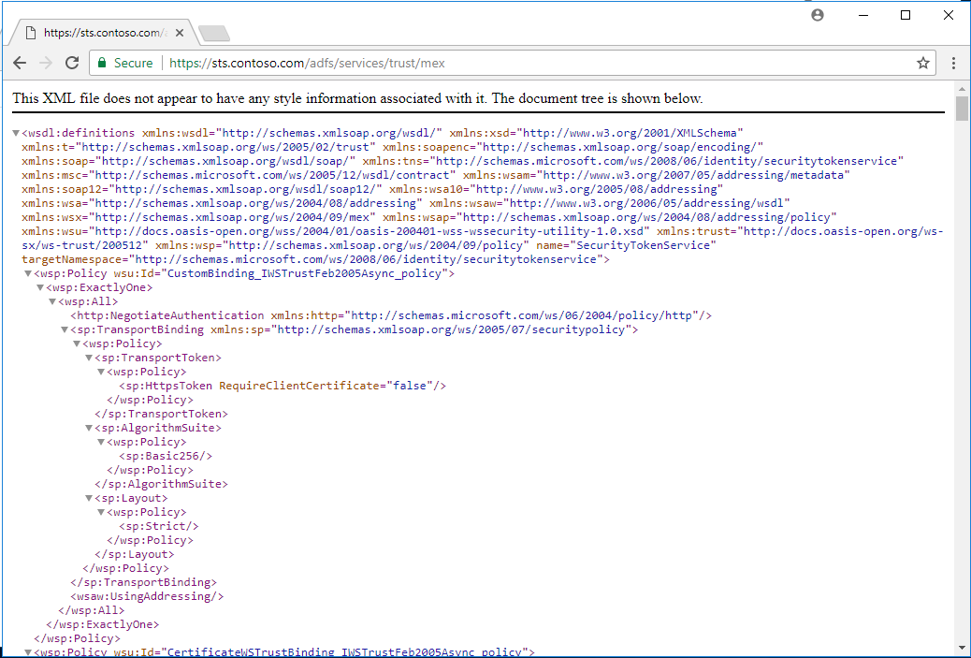 https://sts.contoso.com/
Secure https://sts.contoso.com/adfs/services/trust/mex
This XML file does not appear to have any style information associated with it. The document tree is shown below.
<wsdl:definitions xmlns:wsdl="http://schemas.xmlsoap.org/wsdl/" xmlns:xsd="http://www.w3.org/2001/XMLSchema"
xmlns:t="http://schemas.xmlsoap.org/ws/2005/02/trust" xmlns:soapenc="http://schemas.xmlsoap.org/soap/encoding/"
xmlns:soap="http://schemas.xmlsoap.org/wsdl/soap/" xmlns:tns="http://schemas.microsoft.com/ws/2008/06/identity/securitytokenservice"
xmlns:msc="http://schemas.microsoft.com/ws/2005/12/wsdl/contract" xmlns:wsam="http://www.w3.org/2007/05/addressing/metadata"
xmlns:soap12="http://schemas.xmlsoap.org/wsdl/soap12/" xmlns:wsa10="http://www.w3.org/2005/08/addressing"
xmlns:wsa="http://schemas.xmlsoap.org/ws/2004/08/addressing" xmlns:wsaw="http://www.w3.org/2006/05/addressing/wsdl"
xmlns:wsx="http://schemas.xmlsoap.org/ws/2004/09/mex" xmlns:wsap="http://schemas.xmlsoap.org/ws/2004/08/addressing/policy"
xmlns:wsu="http://docs.oasis-open.org/wss/2004/01/oasis-200401-wss-wssecurity-utility-1.0.xsd" xmlns:trust="http://docs.oasis-open.org/ws-
sx/ws-trust/200512" xmlns:wsp="http://schemas.xmlsoap.org/ws/2004/09/policy" name="SecurityTokenService"
targetNamespace="http://schemas.microsoft.com/ws/2008/06/identity/securitytokenservice">
<wsp:Policy wsu:Id="CustomBinding_IWSTrustFeb2005Async_policy">
<wsp:ExactlyOne>
<wsp:All>
<http:NegotiateAuthentication xmlns:http="http://schemas.microsoft.com/ws/06/2004/policy/http"/>
<sp:TransportBinding xmlns:sp="http://schemas.xmlsoap.org/ws/2005/07/securitypolicy">
<wsp:Policy>
<sp:TransportToken>
<wsp:Policy>
<sp:HttpsToken RequireClientCertificate="false"/>
</wsp:Policy>
</sp:TransportToken>
<sp:AlgorithmSuite>
<wsp:Policy>
<sp:Basic256/>
</wsp:Policy>
</sp:AlgorithmSuite>
<sp:Layout>
<wsp:Policy>
<sp:Strict/>
</wsp:Policy>
</sp:Layout>
</wsp:Policy>
</sp:TransportBinding>
<wsaw:UsingAddressing/>
</wsp:All>
</wsp:ExactlyOne>
</wsp:Policy>
<wsp:Policy wsu:Id="CertificateWSTrustBinding_IWSTrustFeb2005Async_policy">